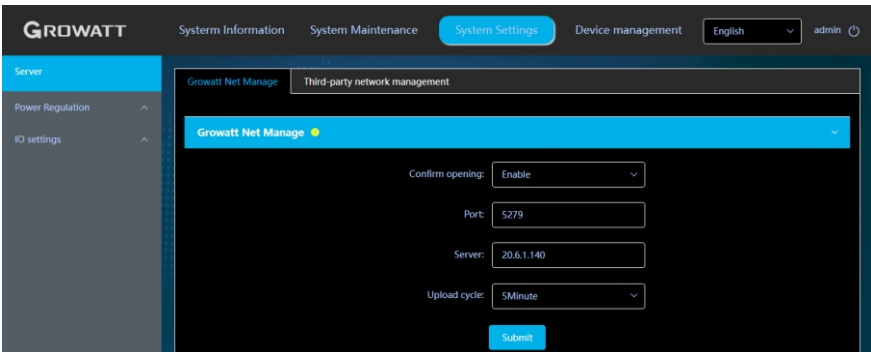 GROWATT
Systerm Information System Maintenance System Settings Device management English admin
Server
Growatt Net Manage Third-party network management
Power Regulation
Growatt Net Manage
IO settings
Confirm opening: Enable
Port: 5279
Server: 20.6.1.140
Upload cycle: 5Minute
Submit